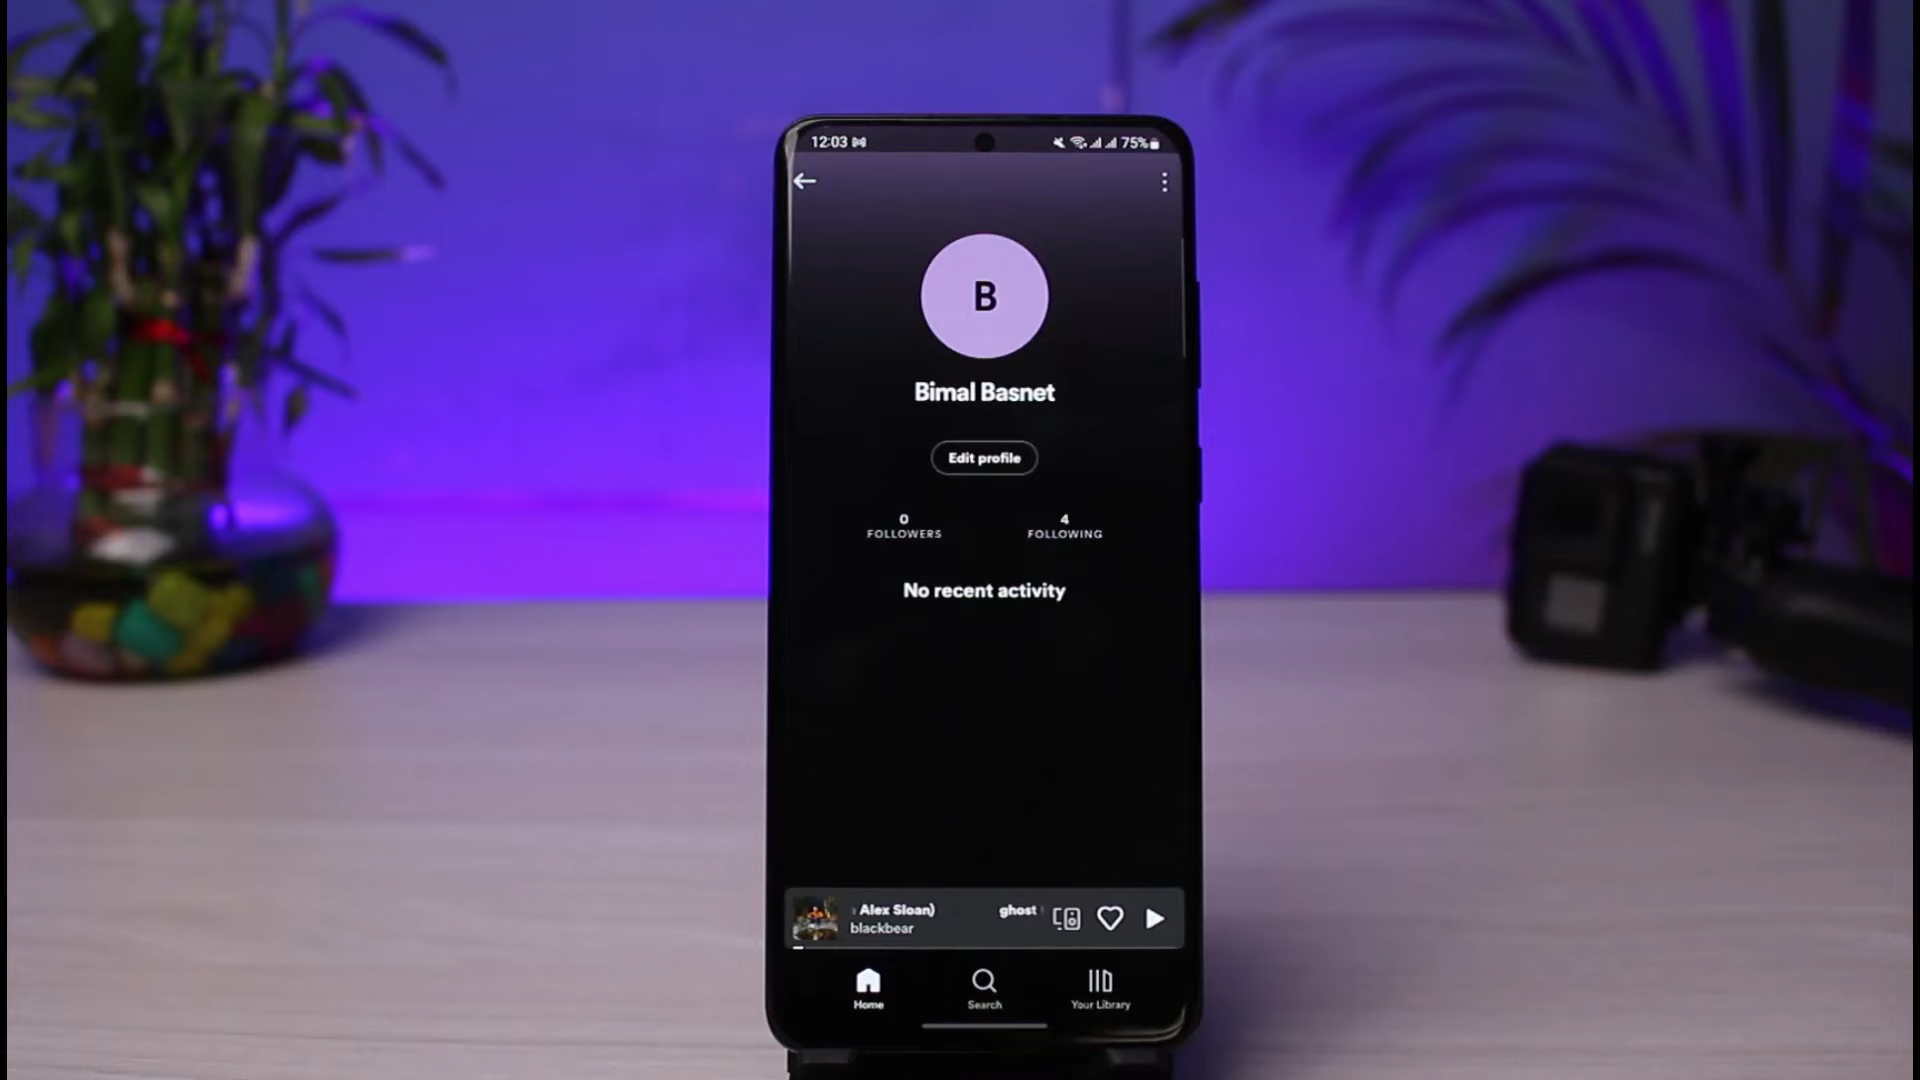 12:03
75%
B
Bimal Basnet
Edit profile
0
FOLLOWERS
4
FOLLOWING
No recent activity
Alex Sloan)
ghost
blackbear
Home
Search
Your Library